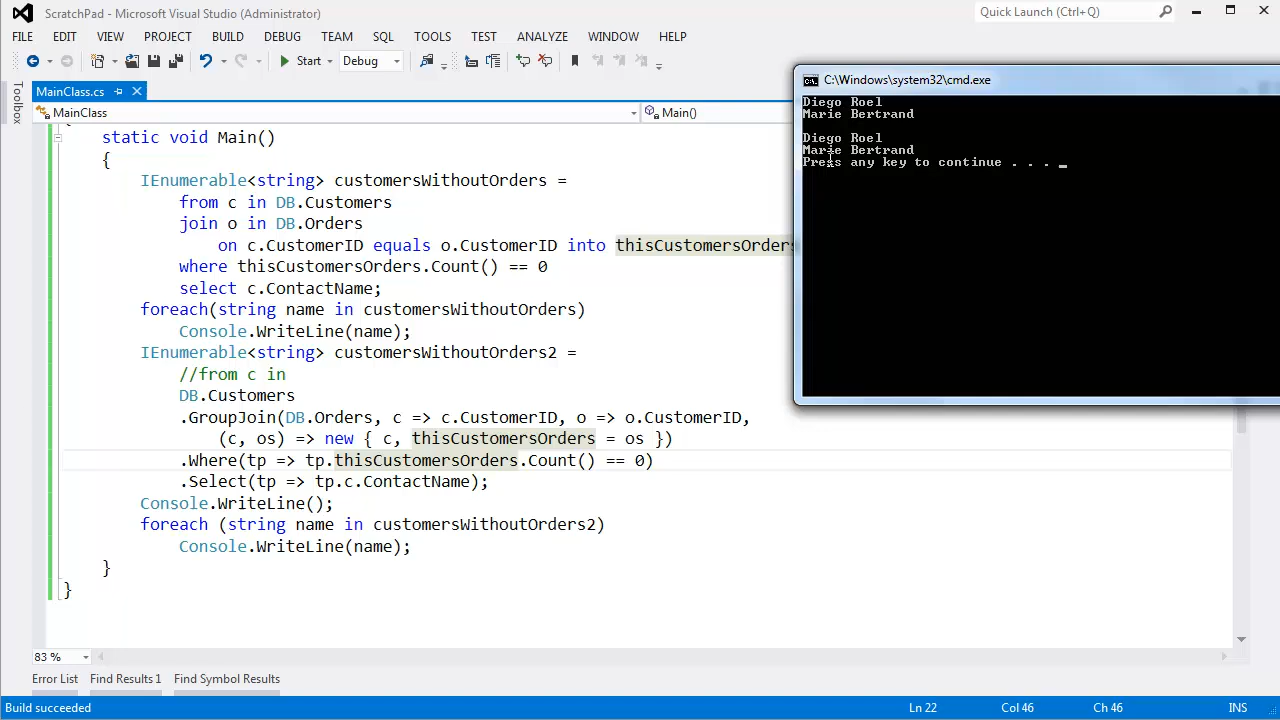 ScratchPad - Microsoft Visual Studio (Administrator)
Quick Launch (Ctrl+Q)
FILE EDIT VIEW PROJECT BUILD DEBUG TEAM SQL TOOLS TEST ANALYZE WINDOW HELP
Start Debug
Toolbox
MainClass.cs
MainClass Main()
static void Main()
{
IEnumerable<string> customersWithoutOrders =
from c in DB.Customers
join o in DB.Orders
on c.CustomerID equals o.CustomerID into thisCustomersOrders
where thisCustomersOrders.Count() == 0
select c.ContactName;
foreach(string name in customersWithoutOrders)
Console.WriteLine(name);
IEnumerable<string> customersWithoutOrders2 =
//from c in
DB.Customers
.GroupJoin(DB.Orders, c => c.CustomerID, o => o.CustomerID,
(c, os) => new { c, thisCustomersOrders = os })
.Where(tp => tp.thisCustomersOrders.Count() == 0)
.Select(tp => tp.c.ContactName);
Console.WriteLine();
foreach (string name in customersWithoutOrders2)
Console.WriteLine(name);
}
}
C:\Windows\system32\cmd.exe
Diego Roel
Marie Bertrand
Diego Roel
Marie Bertrand
Press any key to continue . . . _
83 %
Error List Find Results 1 Find Symbol Results
Build succeeded Ln 22 Col 46 Ch 46 INS